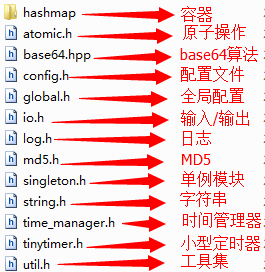 hashmap 容器
atomic.h 原子操作
base64.hpp base64算法
config.h 配置文件
global.h 全局配置
io.h 输入/输出
log.h 日志
md5.h MD5
singleton.h 单例模块
string.h 字符串
time_manager.h 时间管理器
tinytimer.h 小型定时器
util.h 工具集